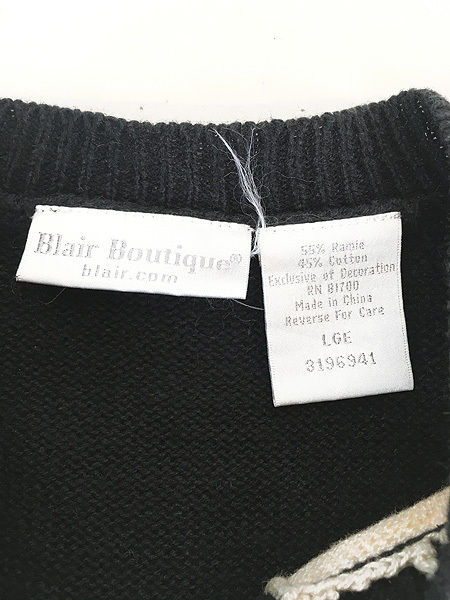 Blair Boutique®
blair.com
55% Ramie
45% Cotton
Exclusive of Decoration
RN 81700
Made in China
Reverse For Care
LGE
3196941